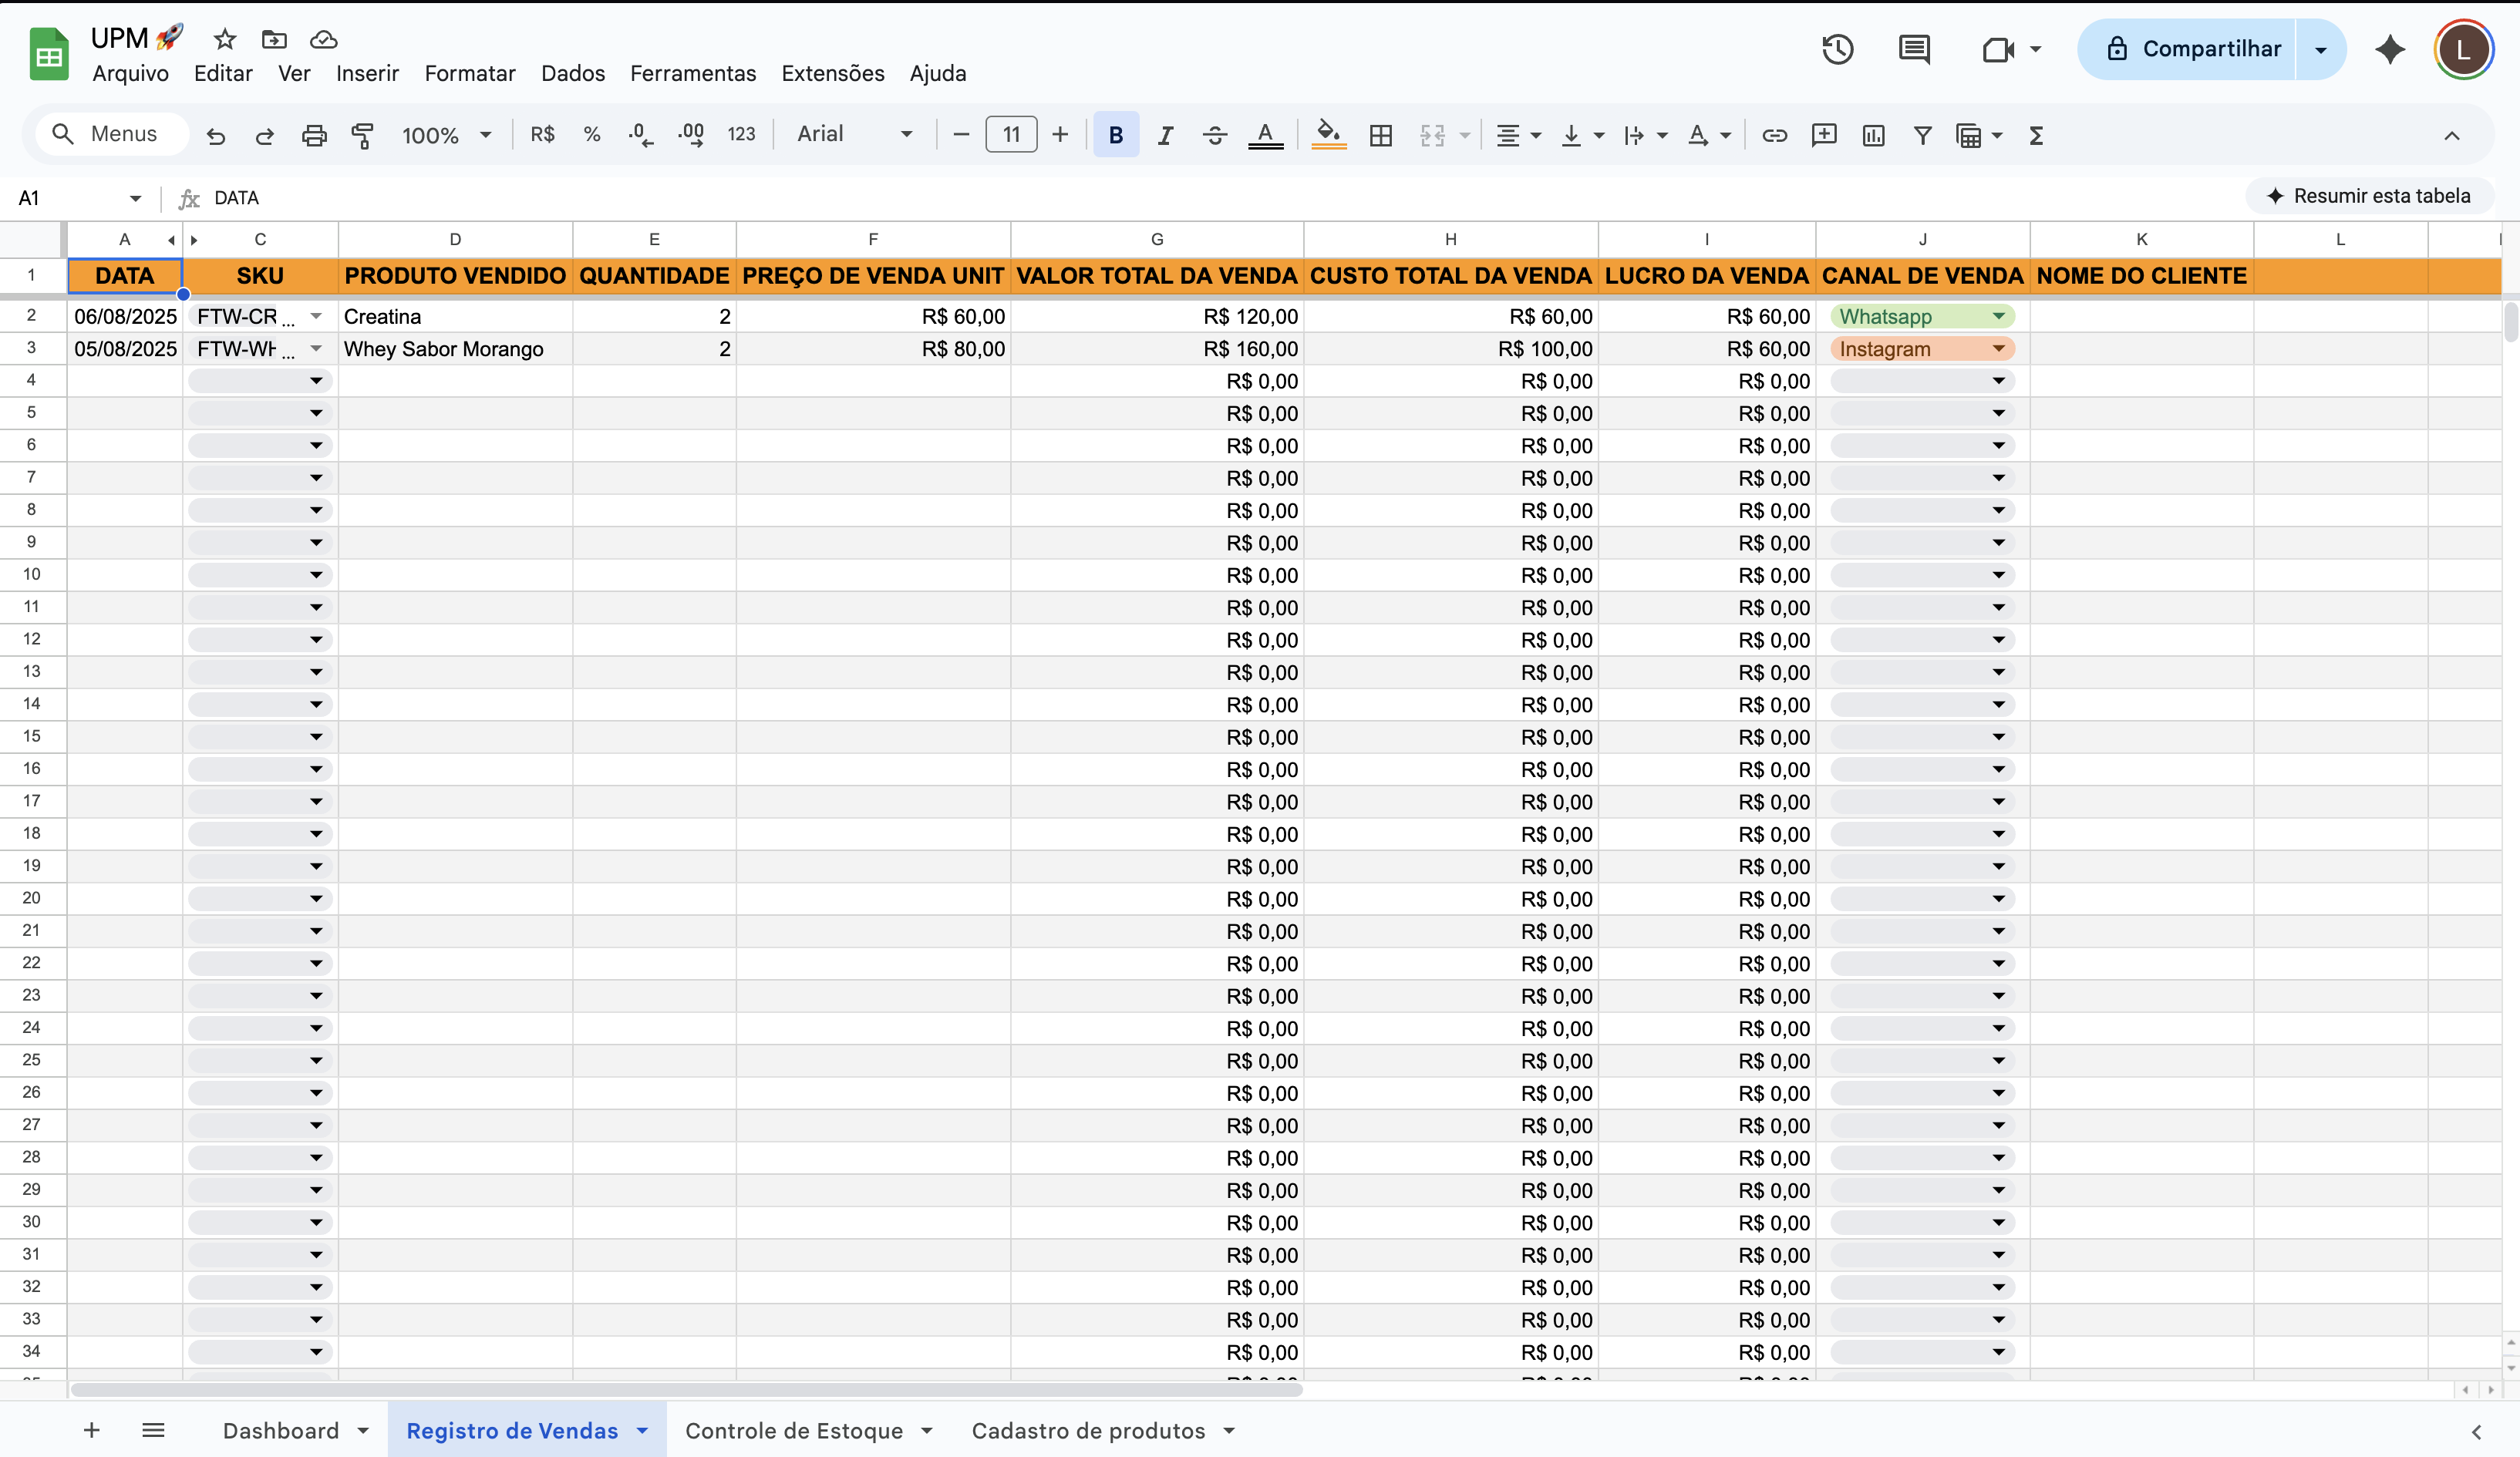 UPM 🚀
Arquivo Editar Ver Inserir Formatar Dados Ferramentas Extensões Ajuda
Compartilhar
L
Menus 100% R$ % .0 .00 123 Arial 11 B I A A
A1 fx DATA
Resumir esta tabela
A C D E F G H I J K L
1 DATA SKU PRODUTO VENDIDO QUANTIDADE PREÇO DE VENDA UNIT VALOR TOTAL DA VENDA CUSTO TOTAL DA VENDA LUCRO DA VENDA CANAL DE VENDA NOME DO CLIENTE
2 06/08/2025 FTW-CR ... Creatina 2 R$ 60,00 R$ 120,00 R$ 60,00 R$ 60,00 Whatsapp
3 05/08/2025 FTW-WH ... Whey Sabor Morango 2 R$ 80,00 R$ 160,00 R$ 100,00 R$ 60,00 Instagram
4 R$ 0,00 R$ 0,00 R$ 0,00
5 R$ 0,00 R$ 0,00 R$ 0,00
6 R$ 0,00 R$ 0,00 R$ 0,00
7 R$ 0,00 R$ 0,00 R$ 0,00
8 R$ 0,00 R$ 0,00 R$ 0,00
9 R$ 0,00 R$ 0,00 R$ 0,00
10 R$ 0,00 R$ 0,00 R$ 0,00
11 R$ 0,00 R$ 0,00 R$ 0,00
12 R$ 0,00 R$ 0,00 R$ 0,00
13 R$ 0,00 R$ 0,00 R$ 0,00
14 R$ 0,00 R$ 0,00 R$ 0,00
15 R$ 0,00 R$ 0,00 R$ 0,00
16 R$ 0,00 R$ 0,00 R$ 0,00
17 R$ 0,00 R$ 0,00 R$ 0,00
18 R$ 0,00 R$ 0,00 R$ 0,00
19 R$ 0,00 R$ 0,00 R$ 0,00
20 R$ 0,00 R$ 0,00 R$ 0,00
21 R$ 0,00 R$ 0,00 R$ 0,00
22 R$ 0,00 R$ 0,00 R$ 0,00
23 R$ 0,00 R$ 0,00 R$ 0,00
24 R$ 0,00 R$ 0,00 R$ 0,00
25 R$ 0,00 R$ 0,00 R$ 0,00
26 R$ 0,00 R$ 0,00 R$ 0,00
27 R$ 0,00 R$ 0,00 R$ 0,00
28 R$ 0,00 R$ 0,00 R$ 0,00
29 R$ 0,00 R$ 0,00 R$ 0,00
30 R$ 0,00 R$ 0,00 R$ 0,00
31 R$ 0,00 R$ 0,00 R$ 0,00
32 R$ 0,00 R$ 0,00 R$ 0,00
33 R$ 0,00 R$ 0,00 R$ 0,00
34 R$ 0,00 R$ 0,00 R$ 0,00
Dashboard Registro de Vendas Controle de Estoque Cadastro de produtos